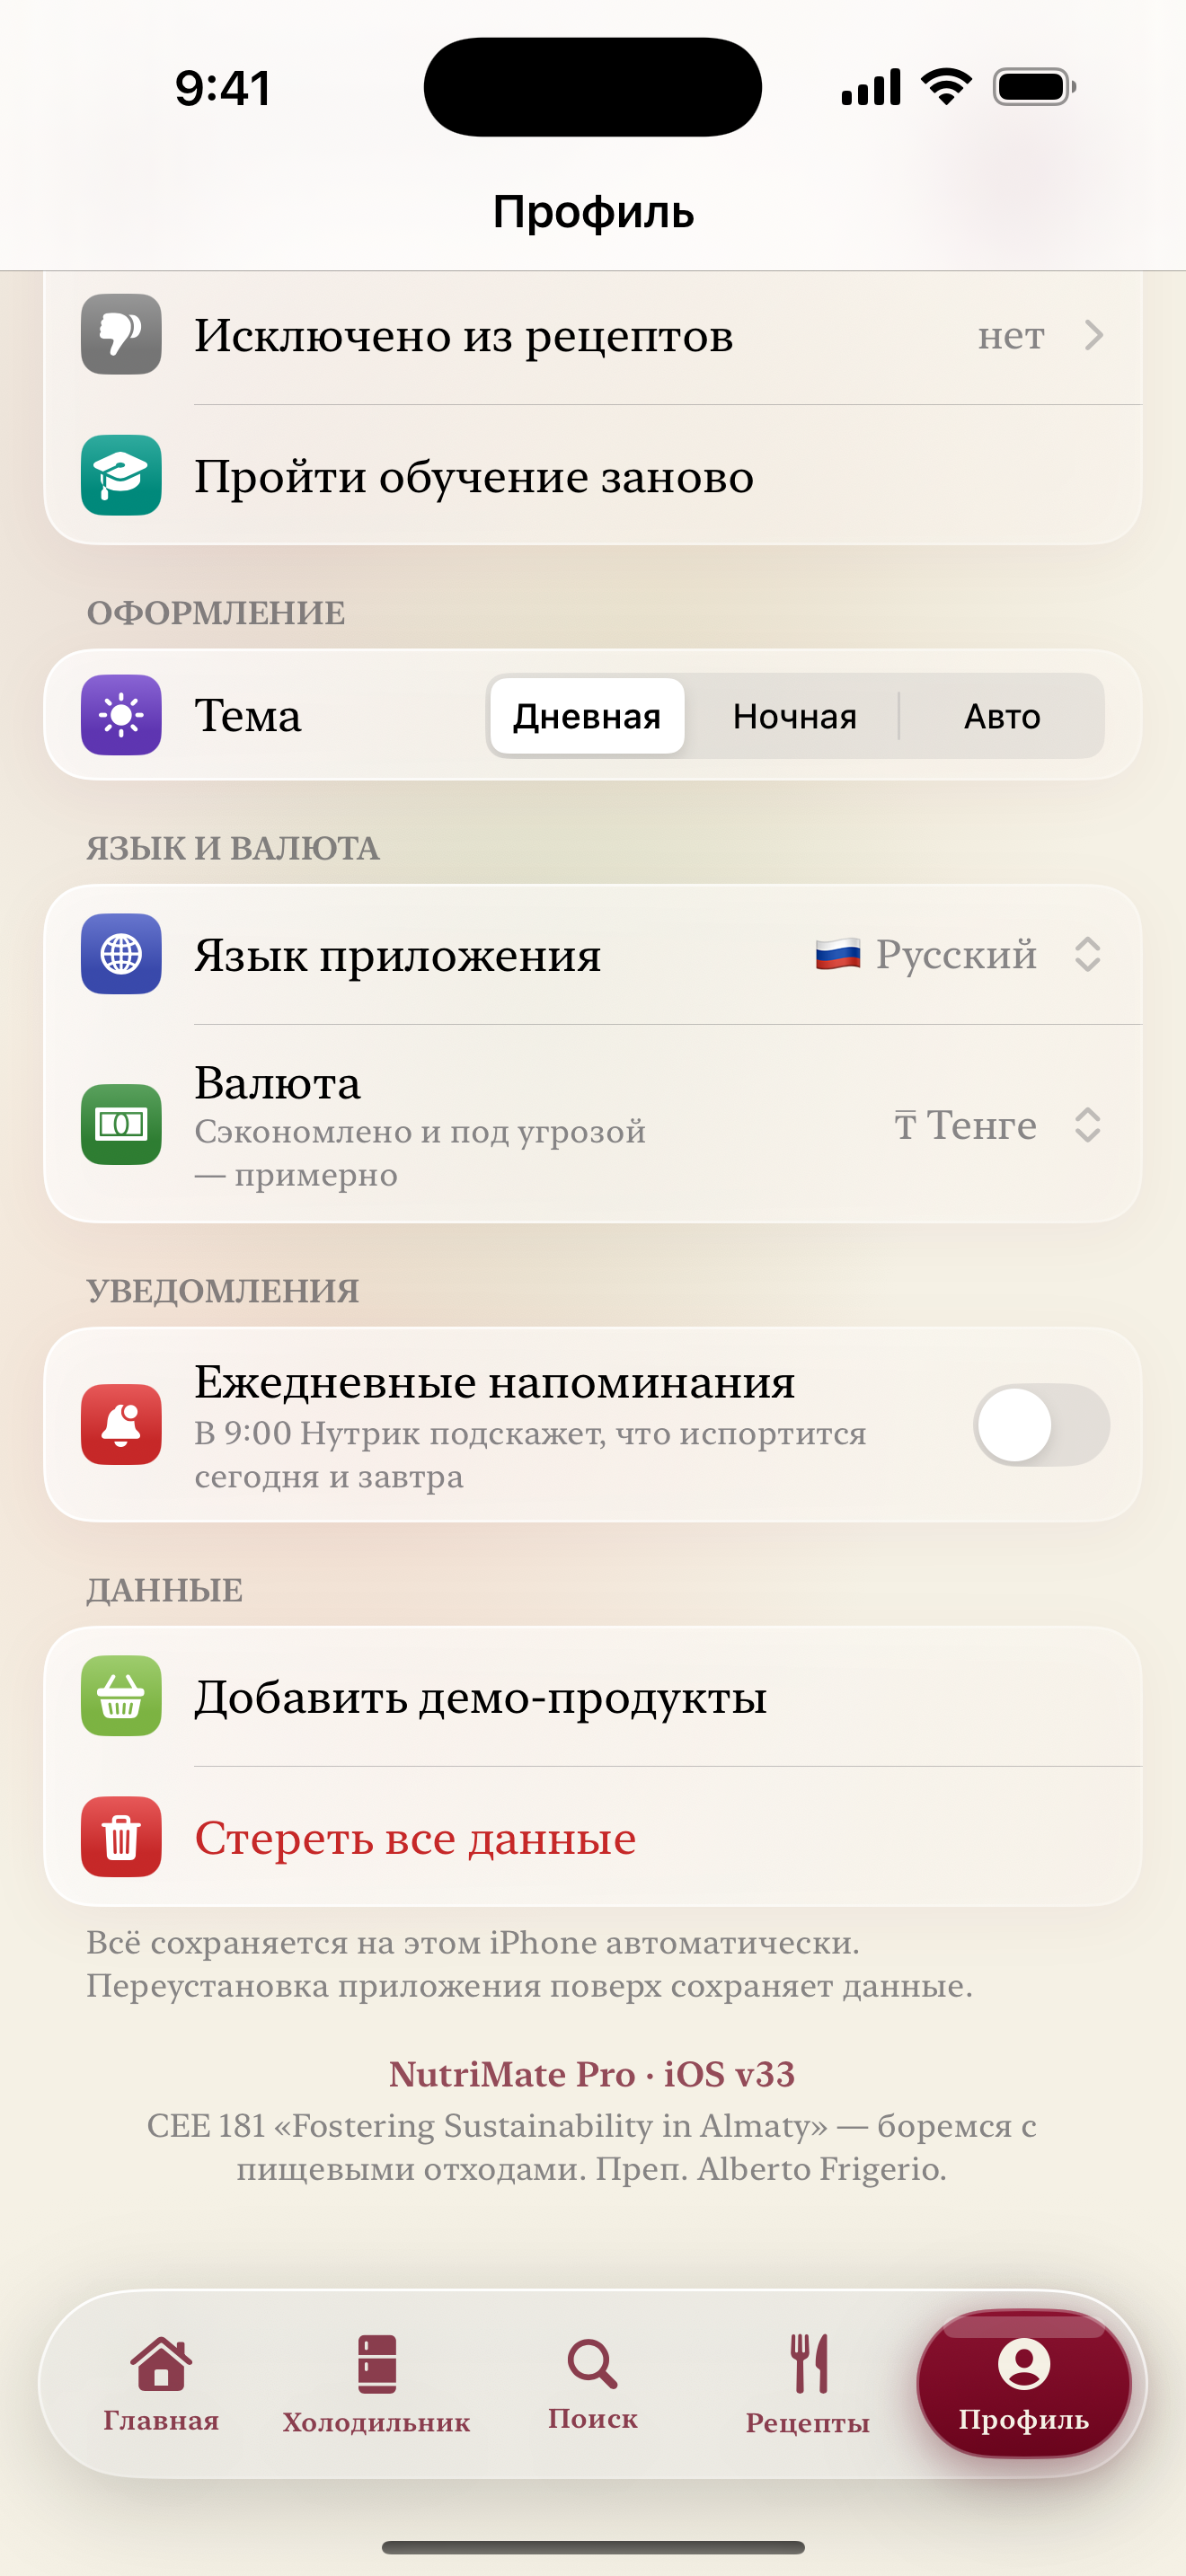 9:41
Профиль
Исключено из рецептов
нет
Пройти обучение заново
ОФОРМЛЕНИЕ
Тема
Дневная
Ночная
Авто
ЯЗЫК И ВАЛЮТА
Язык приложения
Русский
Валюта
Сэкономлено и под угрозой
— примерно
₸ Тенге
УВЕДОМЛЕНИЯ
Ежедневные напоминания
В 9:00 Нутрик подскажет, что испортится
сегодня и завтра
ДАННЫЕ
Добавить демо-продукты
Стереть все данные
Всё сохраняется на этом iPhone автоматически.
Переустановка приложения поверх сохраняет данные.
NutriMate Pro · iOS v33
CEE 181 «Fostering Sustainability in Almaty» — боремся с
пищевыми отходами. Преп. Alberto Frigerio.
Главная
Холодильник
Поиск
Рецепты
Профиль